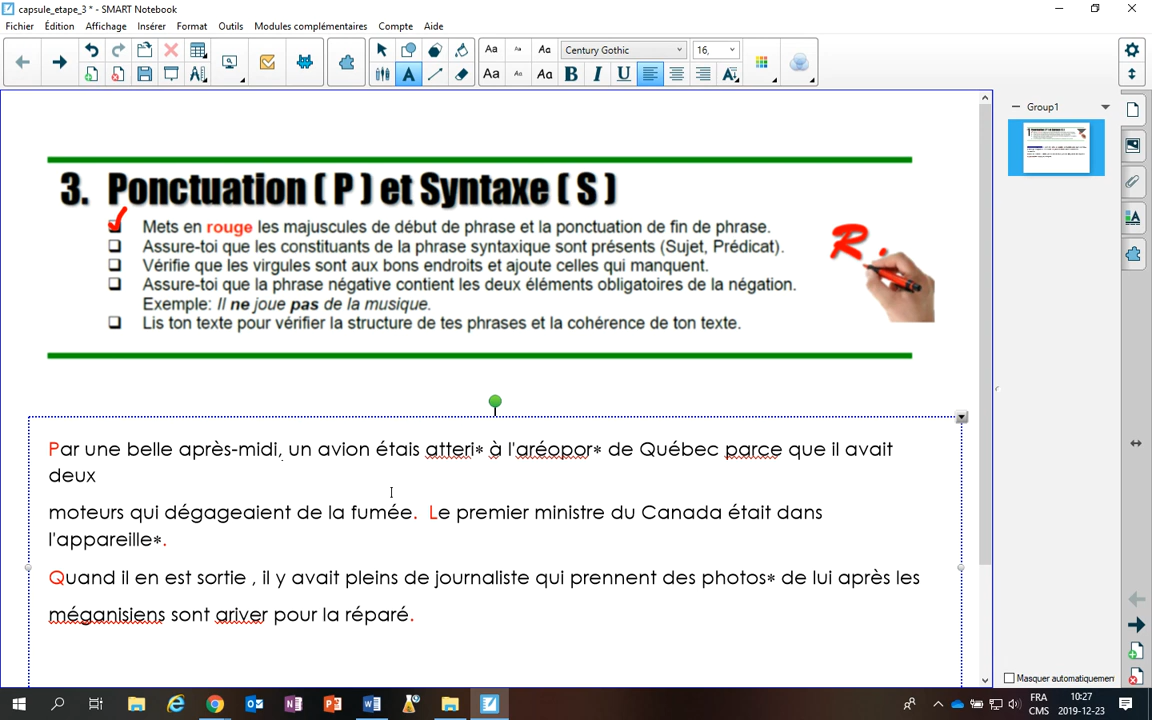 capsule_etape_3 * - SMART Notebook
Fichier Édition Affichage Insérer Format Outils Modules complémentaires Compte Aide
Aa Aa Aa Century Gothic 16,
Aa Aa Aa B I U A
Group1
3. Ponctuation ( P ) et Syntaxe ( S )
Mets en rouge les majuscules de début de phrase et la ponctuation de fin de phrase.
Assure-toi que les constituants de la phrase syntaxique sont présents (Sujet, Prédicat).
Vérifie que les virgules sont aux bons endroits et ajoute celles qui manquent.
Assure-toi que la phrase négative contient les deux éléments obligatoires de la négation.
Exemple: Il ne joue pas de la musique.
Lis ton texte pour vérifier la structure de tes phrases et la cohérence de ton texte.
R.
Par une belle après-midi, un avion étais atteri* à l'aréopor* de Québec parce que il avait
deux
moteurs qui dégageaient de la fumée. Le premier ministre du Canada était dans
l'appareille*.
Quand il en est sortie , il y avait pleins de journaliste qui prennent des photos* de lui après les
méganisiens sont ariver pour la réparé.
Masquer automatiquement
FRA 10:27
CMS 2019-12-23